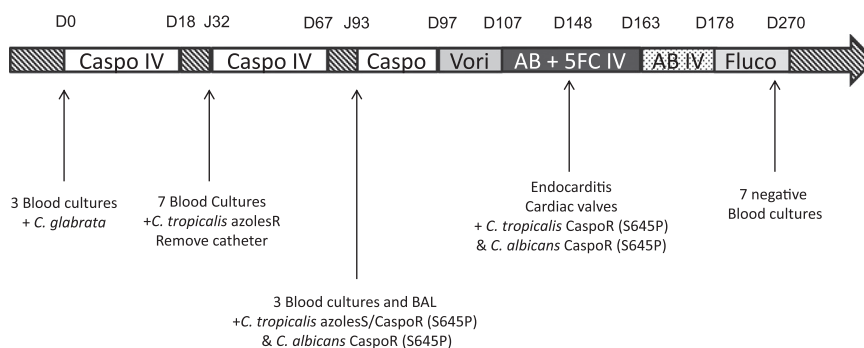 D0 D18 J32 D67 J93 D97 D107 D148 D163 D178 D270
Caspo IV Caspo IV Caspo Vori AB + 5FC IV AB IV Fluco
3 Blood cultures
+ C. glabrata
7 Blood Cultures
+C. tropicalis azolesR
Remove catheter
3 Blood cultures and BAL
+C. tropicalis azolesS/CaspoR (S645P)
& C. albicans CaspoR (S645P)
Endocarditis
Cardiac valves
+ C. tropicalis CaspoR (S645P)
& C. albicans CaspoR (S645P)
7 negative
Blood cultures